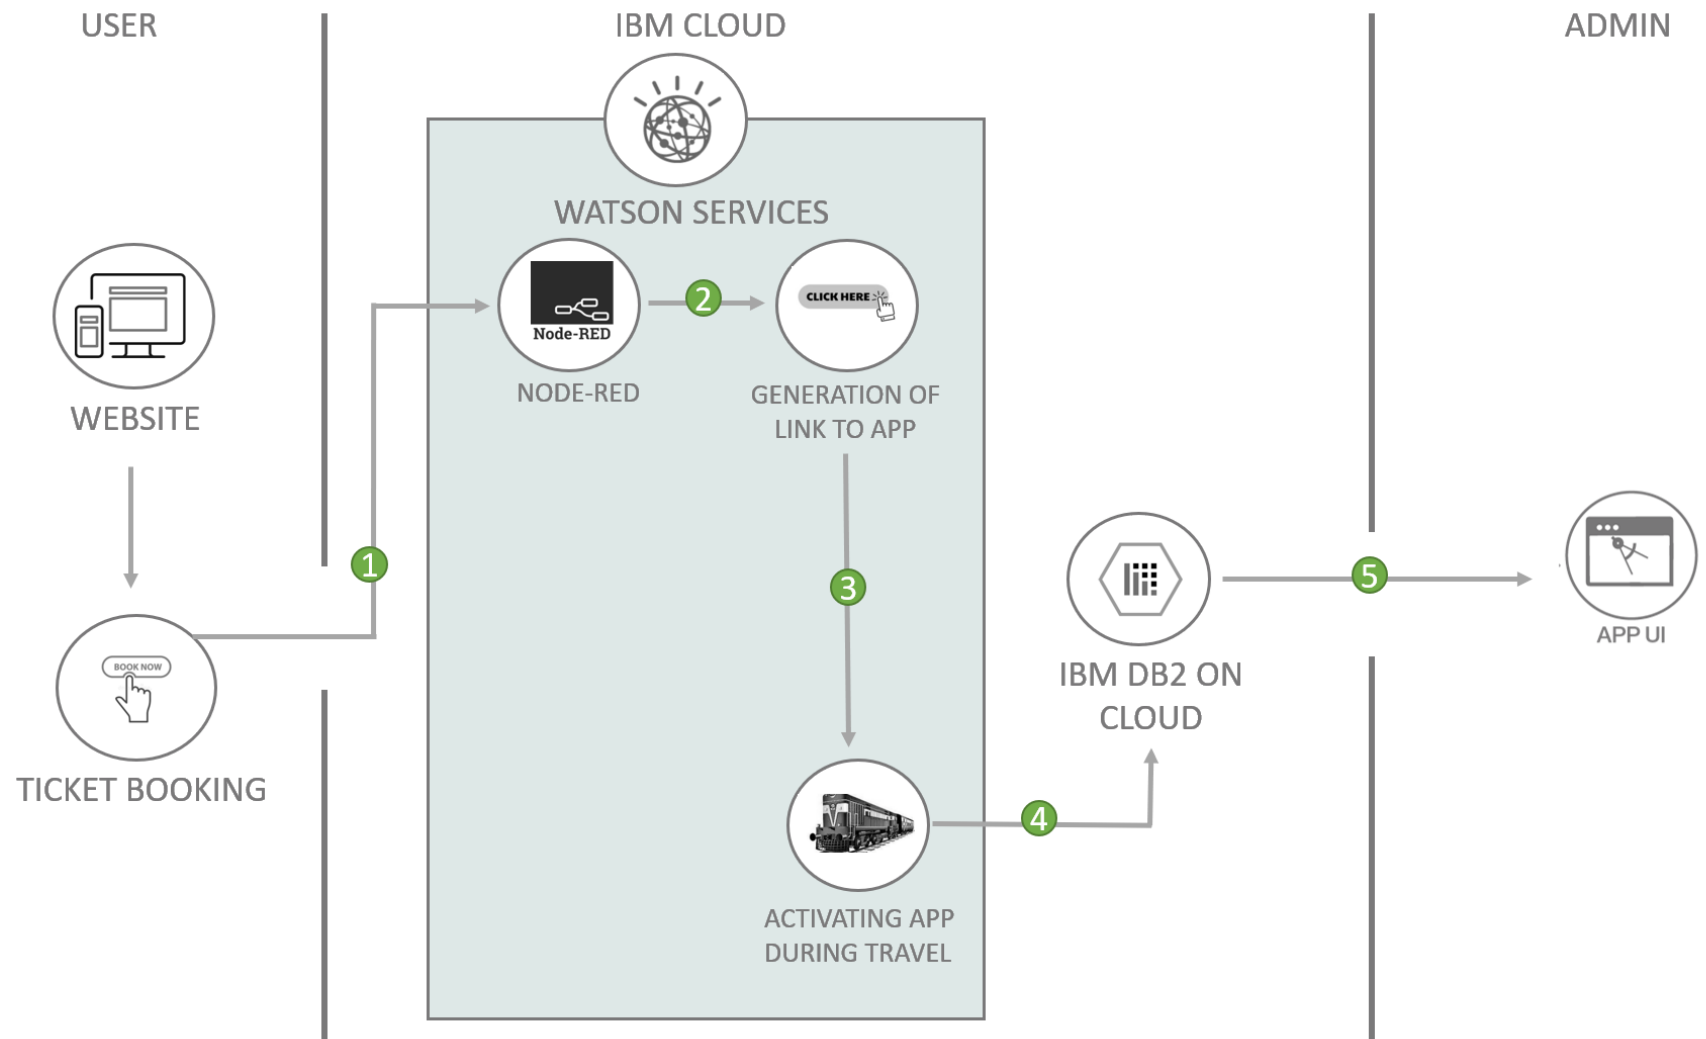 USER
IBM CLOUD
ADMIN
WATSON SERVICES
Node-RED
NODE-RED
CLICK HERE
GENERATION OF
LINK TO APP
WEBSITE
BOOK NOW
TICKET BOOKING
1
2
3
ACTIVATING APP
DURING TRAVEL
4
IBM DB2 ON
CLOUD
5
APP UI